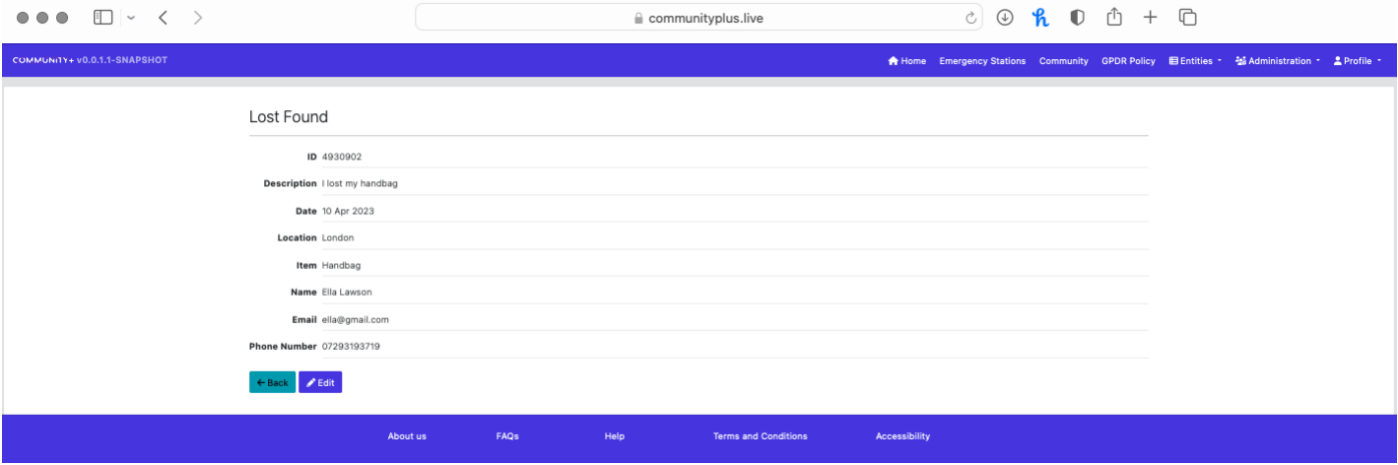 communityplus.live
COMMUNITY+ v0.0.1.1-SNAPSHOT Home Emergency Stations Community GPDR Policy Entities Administration Profile
Lost Found
ID 4930902
Description I lost my handbag
Date 10 Apr 2023
Location London
Item Handbag
Name Ella Lawson
Email ella@gmail.com
Phone Number 07293193719
Back Edit
About us FAQs Help Terms and Conditions Accessibility